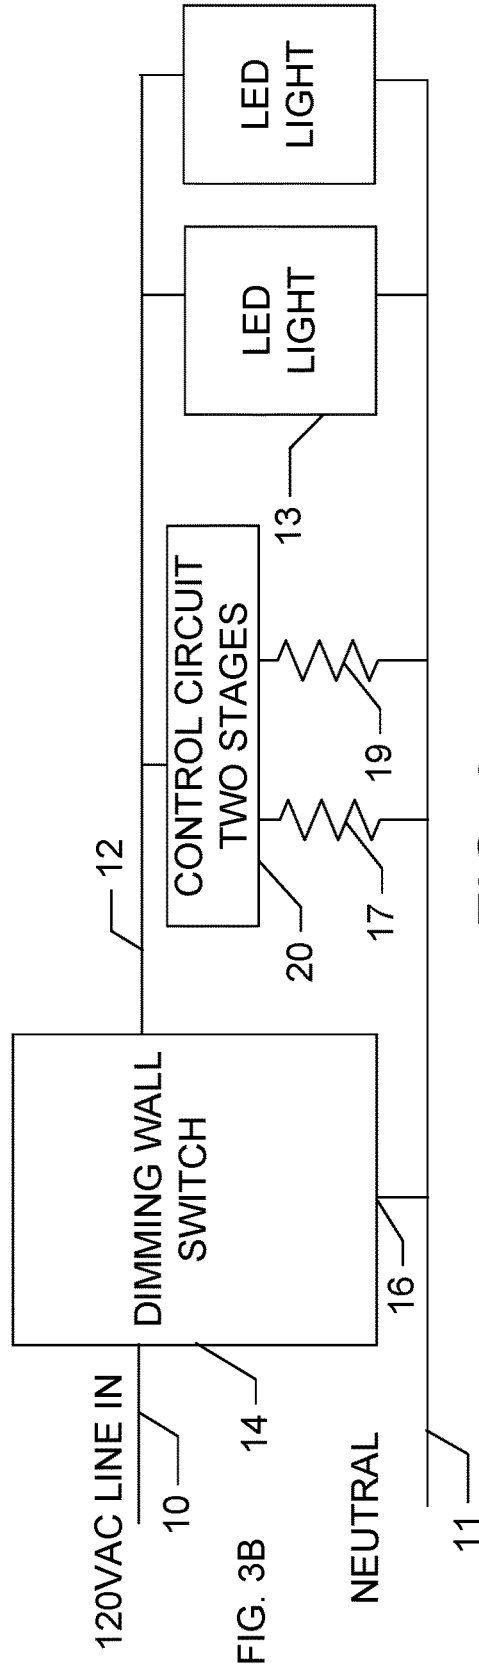 120VAC LINE IN
10
DIMMING WALL
SWITCH
14
12
CONTROL CIRCUIT
TWO STAGES
20
17
19
LED
LIGHT
13
LED
LIGHT
16
NEUTRAL
11
FIG. 3B